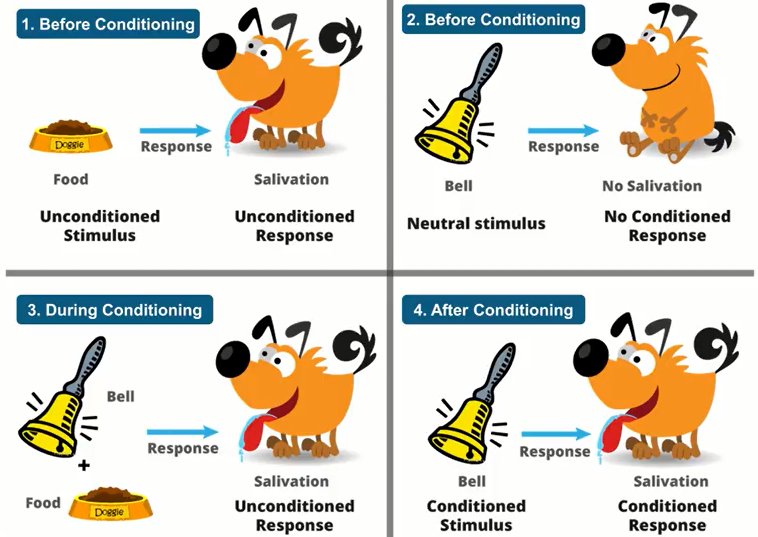 1. Before Conditioning
Doggie
Response
Food
Salivation
Unconditioned
Stimulus
Unconditioned
Response
2. Before Conditioning
Response
Bell
No Salivation
Neutral stimulus
No Conditioned
Response
3. During Conditioning
Bell
Response
+
Food
Doggie
Salivation
Unconditioned
Response
4. After Conditioning
Response
Bell
Salivation
Conditioned
Stimulus
Conditioned
Response